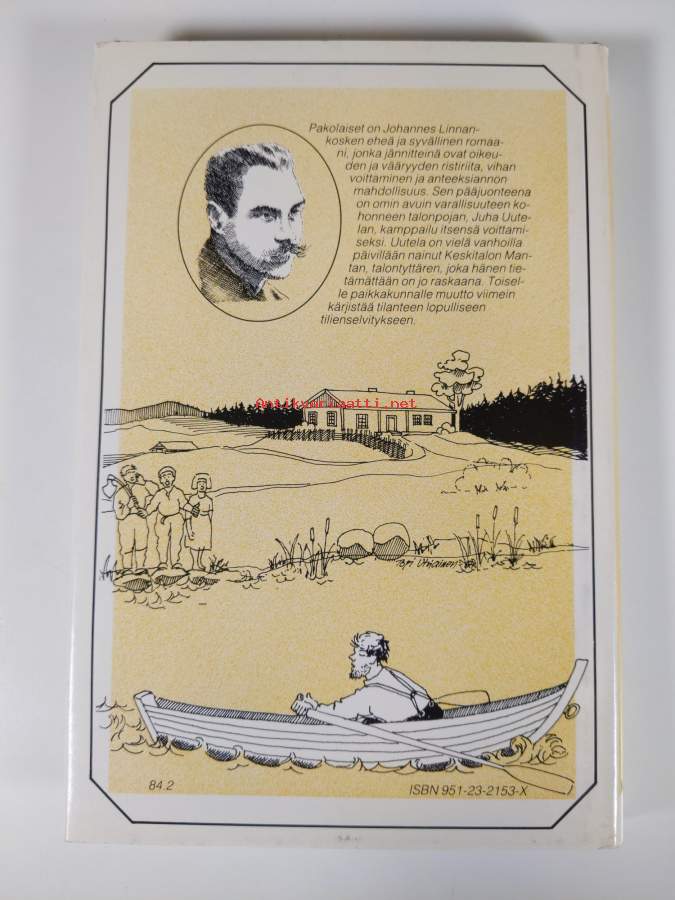 Pakolaiset on Johannes Linnan-
kosken eheä ja syvällinen romaa-
ni, jonka jännitteinä ovat oikeu-
den ja vääryyden ristiriita, vihan
voittaminen ja anteeksiannon
mahdollisuus. Sen pääjuonteena
on omin avuin varallisuuteen ko-
honneen talonpojan, Juha Uute-
lan, kamppailu itsensä voittami-
seksi. Uutela on vielä vanhoilla
päivillään nainut Keskitalon Man-
tan, talontyttären, joka hänen tie-
tämättään on jo raskaana. Toisel-
le paikkakunnalle muutto viimein
kärjistää tilanteen lopulliseen
tilienselvitykseen.
Antikvariaatti.net
84.2
ISBN 951-23-2153-X